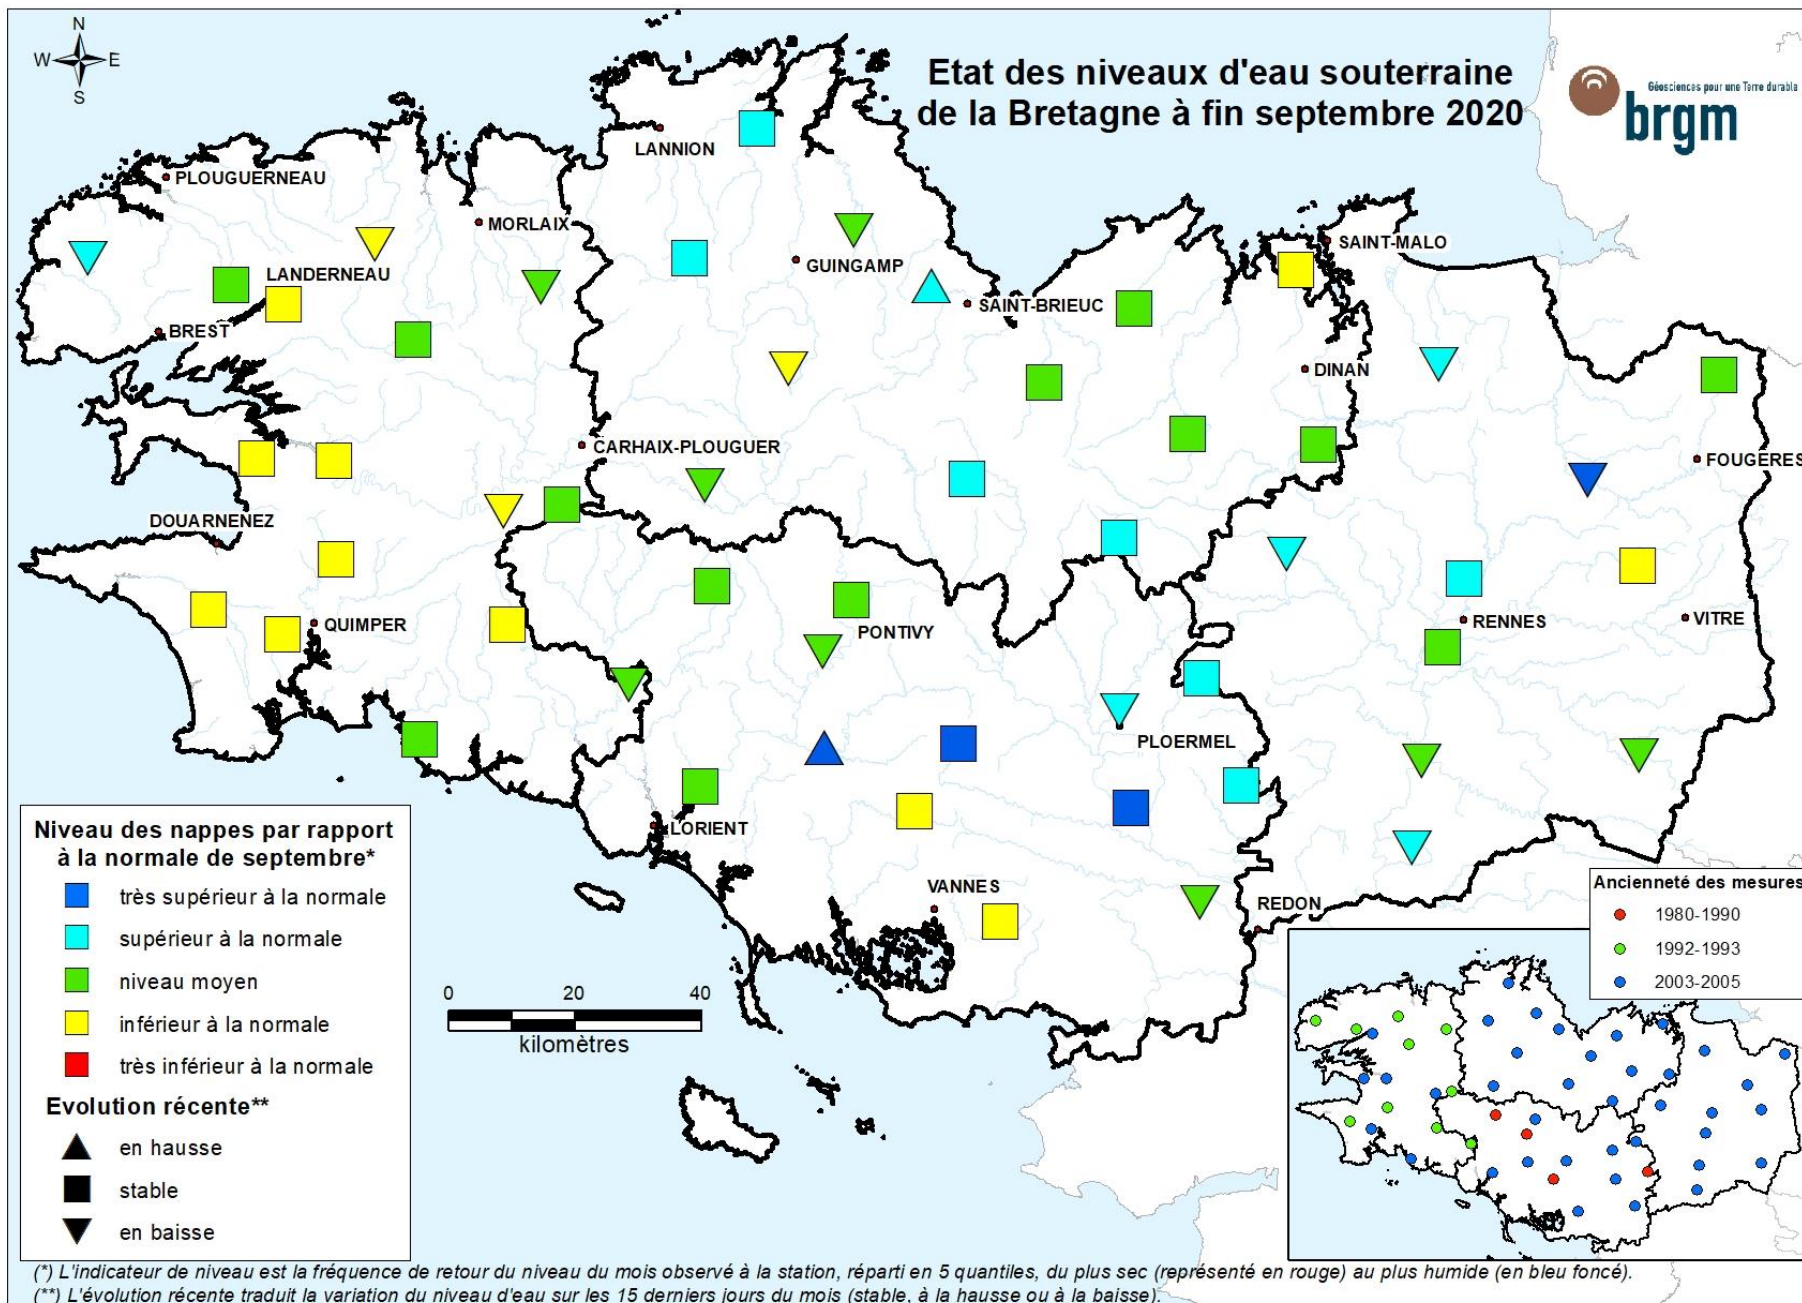 N
W E
S
Etat des niveaux d'eau souterraine
de la Bretagne à fin septembre 2020
Géosciences pour une Terre durable
brgm
LANNION
PLOUGUERNEAU
MORLAIX
SAINT-MALO
GUINGAMP
LANDERNEAU
SAINT-BRIEUC
BREST
DINAN
CARHAIX-PLOUGUER
FOUGERES
DOUARNENEZ
QUIMPER
PONTIVY
RENNES
VITRE
PLOERMEL
LORIENT
VANNES
REDON
Niveau des nappes par rapport
à la normale de septembre*
très supérieur à la normale
supérieur à la normale
niveau moyen
inférieur à la normale
très inférieur à la normale
Evolution récente**
en hausse
stable
en baisse
0 20 40
kilomètres
Ancienneté des mesures
1980-1990
1992-1993
2003-2005
(*) L'indicateur de niveau est la fréquence de retour du niveau du mois observé à la station, réparti en 5 quantiles, du plus sec (représenté en rouge) au plus humide (en bleu foncé).
(**) L'évolution récente traduit la variation du niveau d'eau sur les 15 derniers jours du mois (stable, à la hausse ou à la baisse).